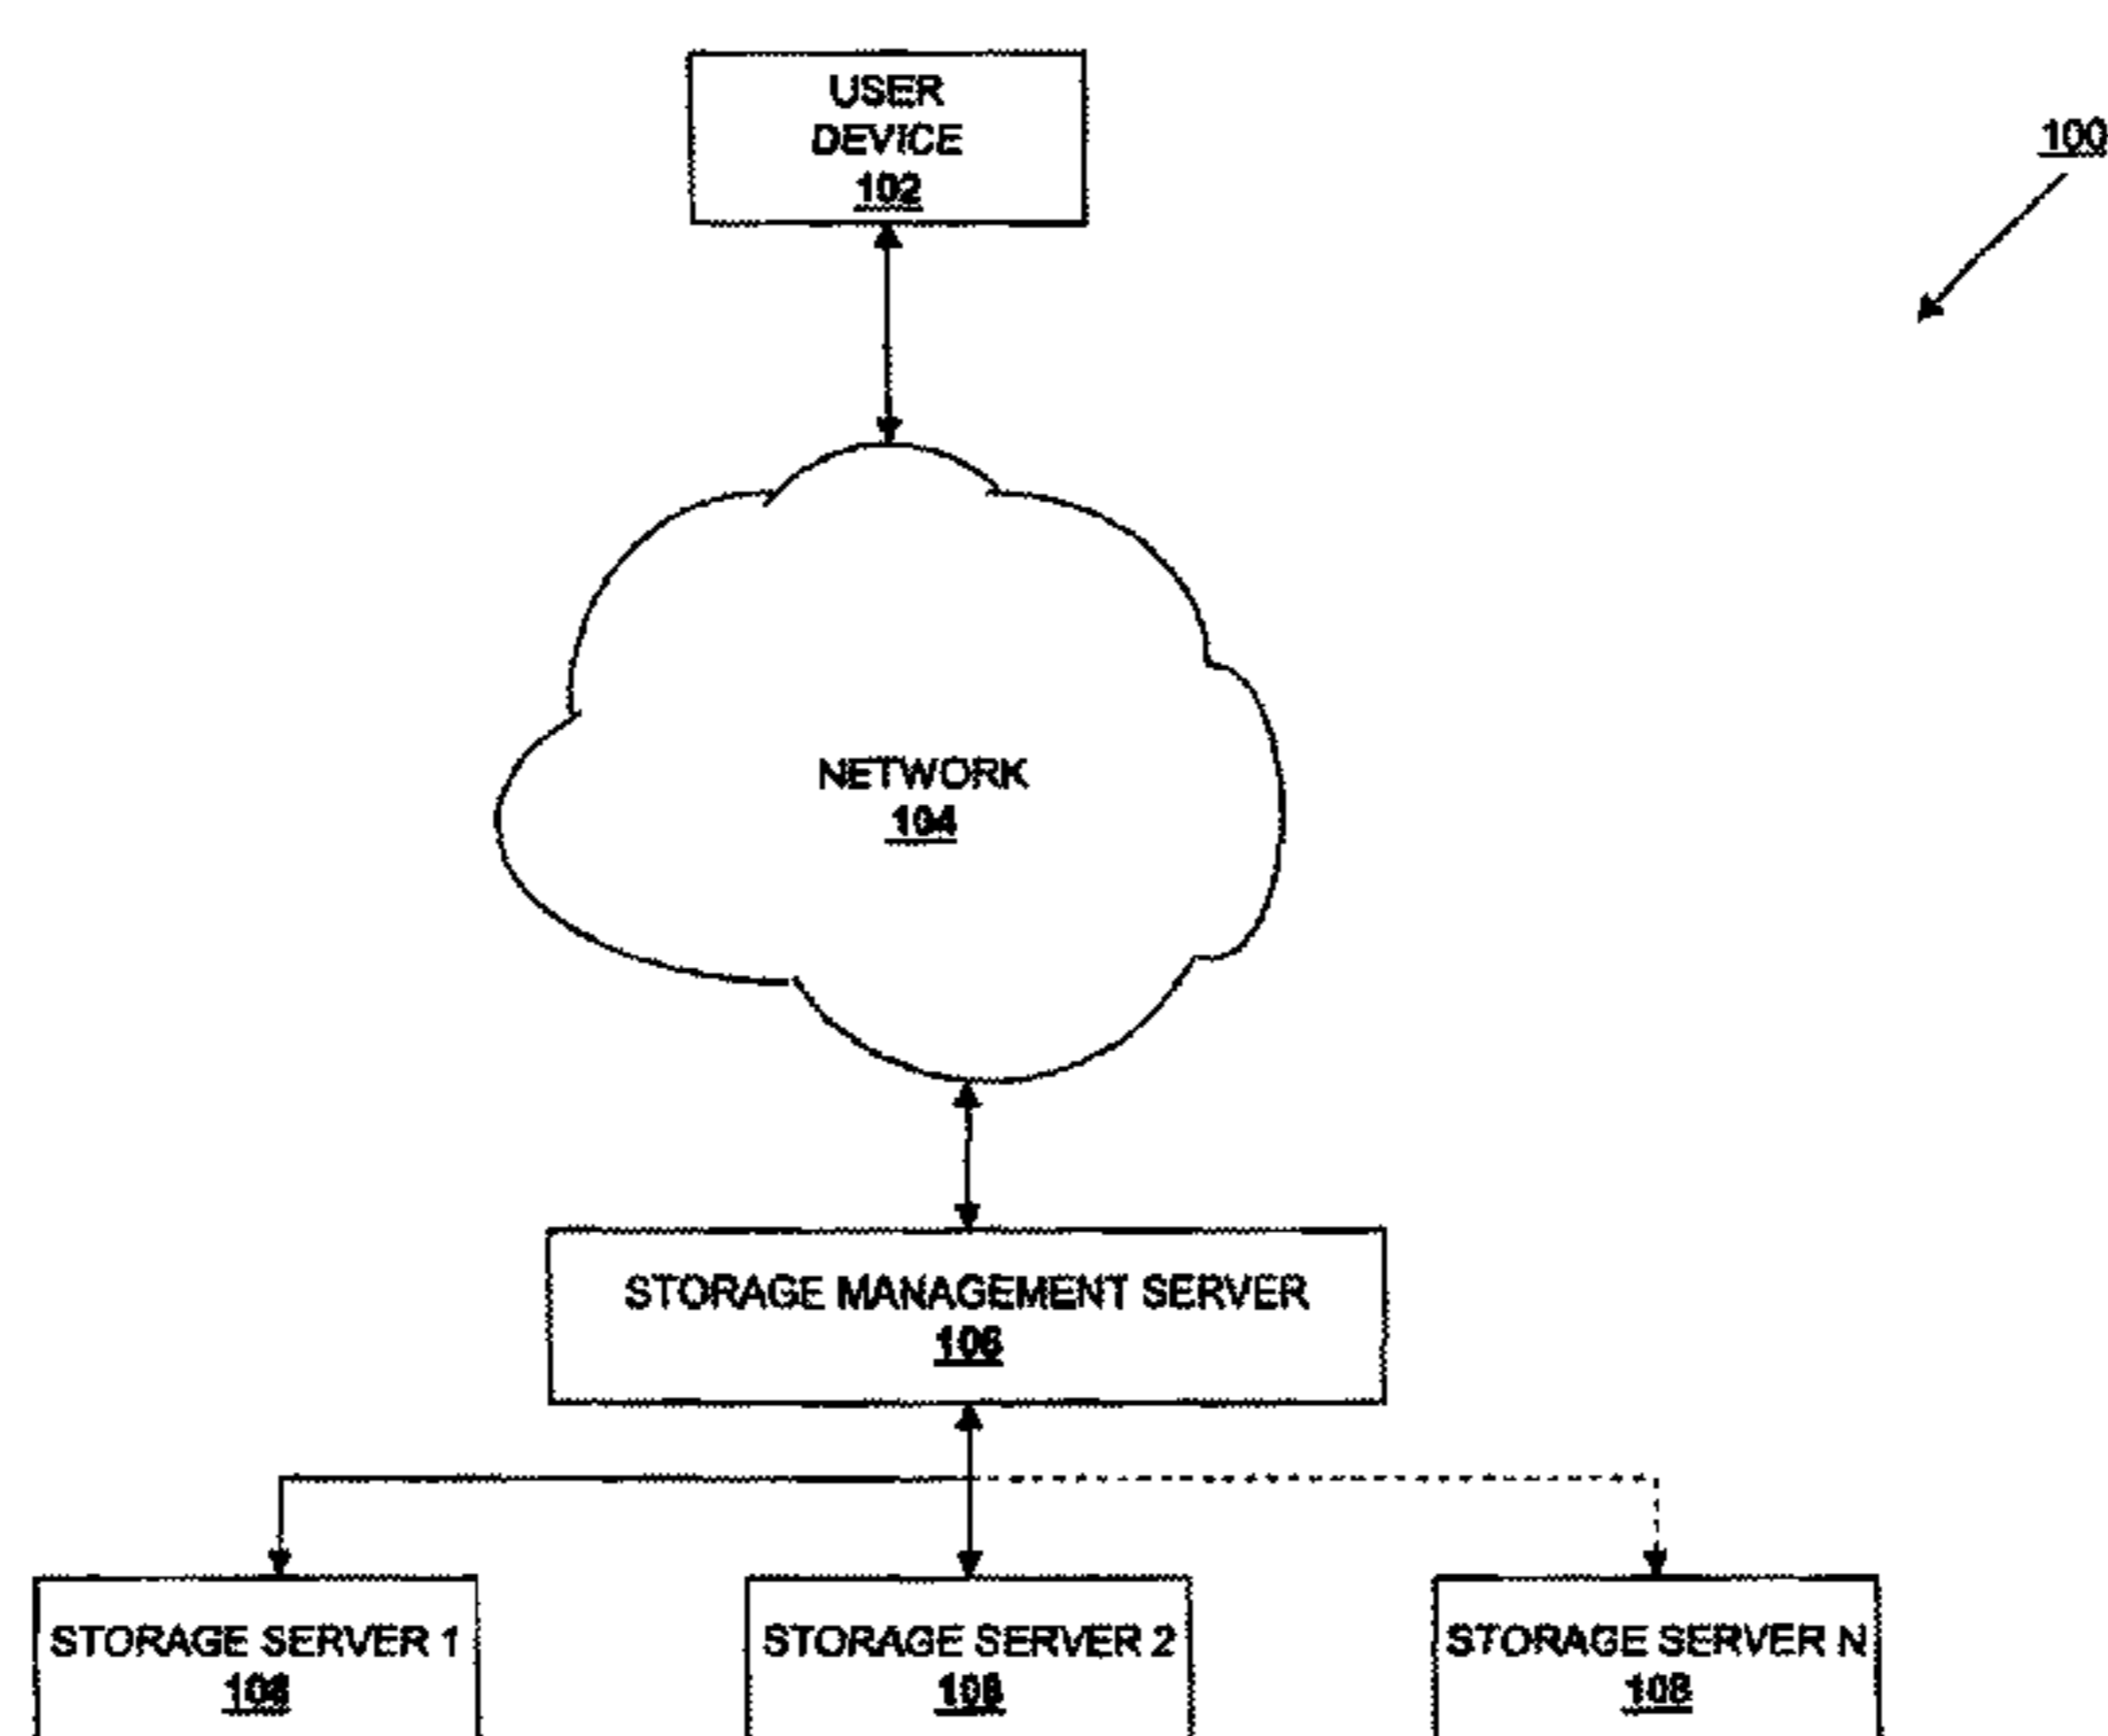 USER
DEVICE
102
100
NETWORK
104
STORAGE MANAGEMENT SERVER
106
STORAGE SERVER 1
108
STORAGE SERVER 2
108
STORAGE SERVER N
108